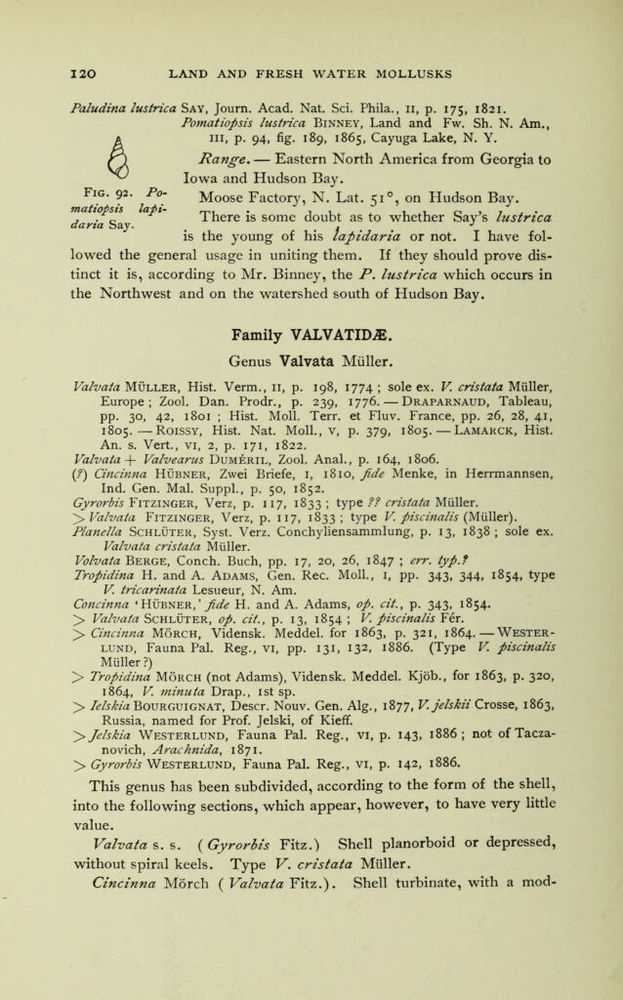 120 LAND AND FRESH WATER MOLLUSKS
Paludina lustrica SAY, Journ. Acad. Nat. Sci. Phila., II, p. 175, 1821.
Pomatiopsis lustrica BINNEY, Land and Fw. Sh. N. Am.,
III, p. 94, fig. 189, 1865, Cayuga Lake, N. Y.
Range.— Eastern North America from Georgia to
Iowa and Hudson Bay.
Moose Factory, N. Lat. 51°, on Hudson Bay.
There is some doubt as to whether Say's lustrica
is the young of his lapidaria or not. I have fol-
FIG. 92. Po-
matiopsis lapi-
daria Say.
lowed the general usage in uniting them. If they should prove dis-
tinct it is, according to Mr. Binney, the P. lustrica which occurs in
the Northwest and on the watershed south of Hudson Bay.
Family VALVATIDÆ.
Genus Valvata Müller.
Valvata MÜLLER, Hist. Verm., II, p. 198, 1774 ; sole ex. V. cristata Müller,
Europe ; Zool. Dan. Prodr., p. 239, 1776.—DRAPARNAUD, Tableau,
pp. 30, 42, 1801 ; Hist. Moll. Terr. et Fluv. France, pp. 26, 28, 41,
1805.—ROISSY, Hist. Nat. Moll., V, p. 379, 1805.—LAMARCK, Hist.
An. s. Vert., VI, 2, p. 171, 1822.
Valvata + Valvearus DUMÉRIL, Zool. Anal., p. 164, 1806.
(?) Cincinna HÜBNER, Zwei Briefe, I, 1810, fide Menke, in Herrmannsen,
Ind. Gen. Mal. Suppl., p. 50, 1852.
Gyrorbis FITZINGER, Verz, p. 117, 1833 ; type ?? cristata Müller.
> Valvata FITZINGER, Verz, p. 117, 1833 ; type V. piscinalis (Müller).
Planella SCHLÜTER, Syst. Verz. Conchyliensammlung, p. 13, 1838 ; sole ex.
Valvata cristata Müller.
Volvata BERGE, Conch. Buch, pp. 17, 20, 26, 1847 ; err. typ.?
Tropidina H. and A. ADAMS, Gen. Rec. Moll., I, pp. 343, 344, 1854, type
V. tricarinata Lesueur, N. Am.
Concinna 'HÜBNER,' fide H. and A. Adams, op. cit., p. 343, 1854.
> Valvata SCHLÜTER, op. cit., p. 13, 1854 ; V. piscinalis Fér.
> Cincinna MÖRCH, Vidensk. Meddel. for 1863, p. 321, 1864.—WESTER-
LUND, Fauna Pal. Reg., VI, pp. 131, 132, 1886. (Type V. piscinalis
Müller?)
> Tropidina MÖRCH (not Adams), Vidensk. Meddel. Kjöb., for 1863, p. 320,
1864, V. minuta Drap., 1st sp.
> Ielskia BOURGUIGNAT, Descr. Nouv. Gen. Alg., 1877, V. jelskii Crosse, 1863,
Russia, named for Prof. Jelski, of Kieff.
> Jelskia WESTERLUND, Fauna Pal. Reg., VI, p. 143, 1886 ; not of Tacza-
novich, Arachnida, 1871.
> Gyrorbis WESTERLUND, Fauna Pal. Reg., VI, p. 142, 1886.
This genus has been subdivided, according to the form of the shell,
into the following sections, which appear, however, to have very little
value.
Valvata s. s. (Gyrorbis Fitz.) Shell planorboid or depressed,
without spiral keels. Type V. cristata Müller.
Cincinna Mörch (Valvata Fitz.). Shell turbinate, with a mod-